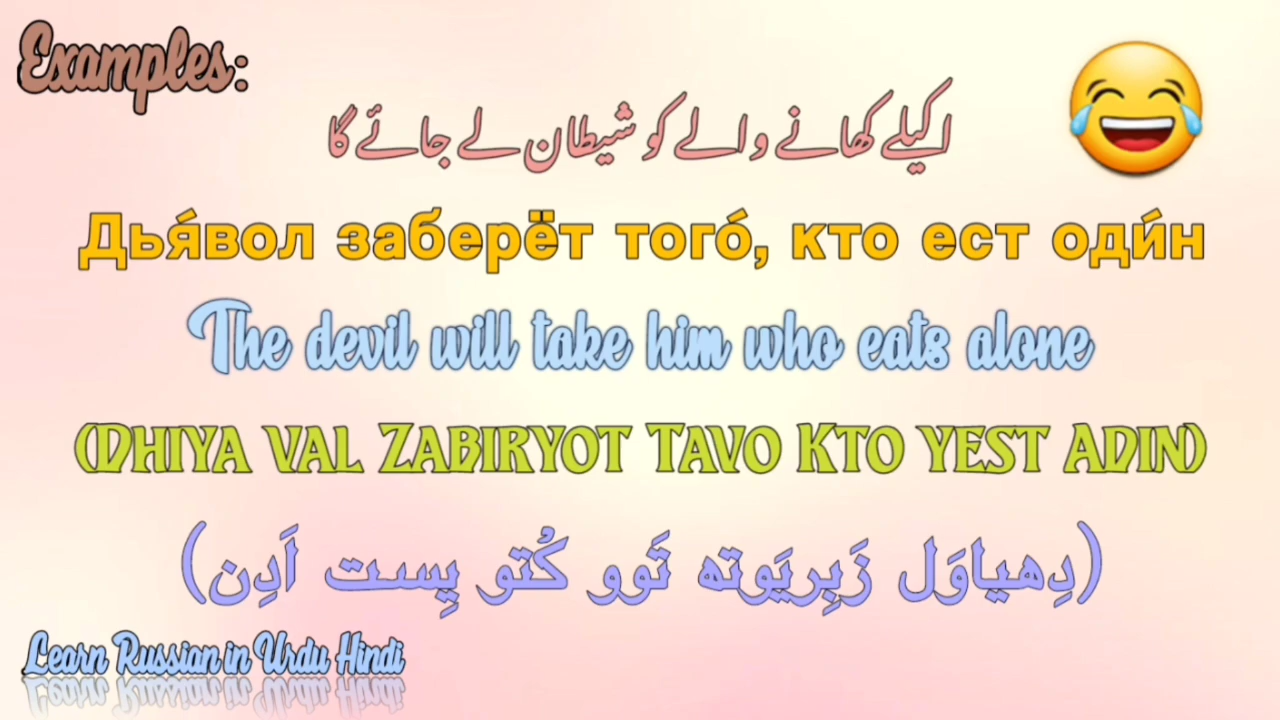 Examples:
اکیلے کھانے والے کو شیطان لے جائے گا
Дья́вол заберёт того́, кто ест оди́н
The devil will take him who eats alone
(DHIYA VAL ZABIRYOT TAVO KTO YEST ADIN)
(دِھیاوَل زَبِریَوتھ تَوو کُتو یِست اَدِن)
Learn Russian in Urdu Hindi